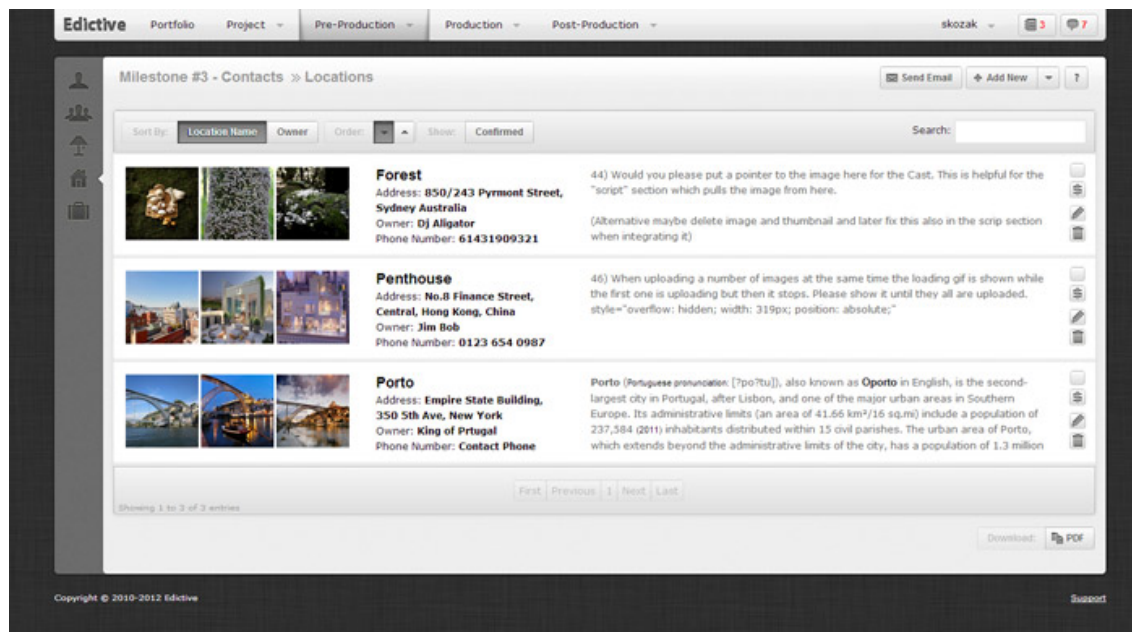 Edictive Portfolio Project Pre-Production Production Post-Production skozak 3 7
Milestone #3 - Contacts » Locations Send Email Add New ?
Sort By: Location Name Owner Order: Show: Confirmed Search:
Forest
Address: 850/243 Pyrmont Street,
Sydney Australia
Owner: Dj Aligator
Phone Number: 61431909321
44) Would you please put a pointer to the image here for the Cast. This is helpful for the
"script" section which pulls the image from here.
(Alternative maybe delete image and thumbnail and later fix this also in the scrip section
when integrating it)
Penthouse
Address: No.8 Finance Street,
Central, Hong Kong, China
Owner: Jim Bob
Phone Number: 0123 654 0987
46) When uploading a number of images at the same time the loading gif is shown while
the first one is uploading but then it stops. Please show it until they all are uploaded.
style="overflow: hidden; width: 319px; position: absolute;"
Porto
Address: Empire State Building,
350 5th Ave, New York
Owner: King of Prtugal
Phone Number: Contact Phone
Porto (Portuguese pronunciation: [?po?tu]), also known as Oporto in English, is the second-
largest city in Portugal, after Lisbon, and one of the major urban areas in Southern
Europe. Its administrative limits (an area of 41.66 km²/16 sq.mi) include a population of
237,584 (2011) inhabitants distributed within 15 civil parishes. The urban area of Porto,
which extends beyond the administrative limits of the city, has a population of 1.3 million
First Previous 1 Next Last
Showing 1 to 3 of 3 entries
Download: PDF
Copyright © 2010-2012 Edictive Support